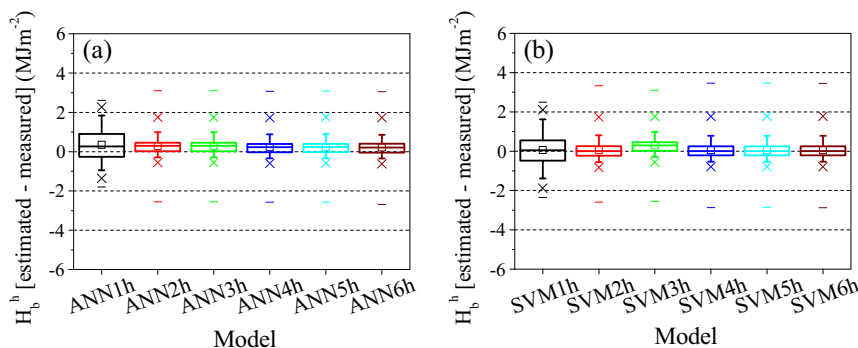 (a)
H_b^h [estimated - measured] (MJm⁻²)
6
4
2
0
-2
-4
-6
ANN1h ANN2h ANN3h ANN4h ANN5h ANN6h
Model
(b)
H_b^h [estimated - measured] (MJm⁻²)
6
4
2
0
-2
-4
-6
SVM1h SVM2h SVM3h SVM4h SVM5h SVM6h
Model